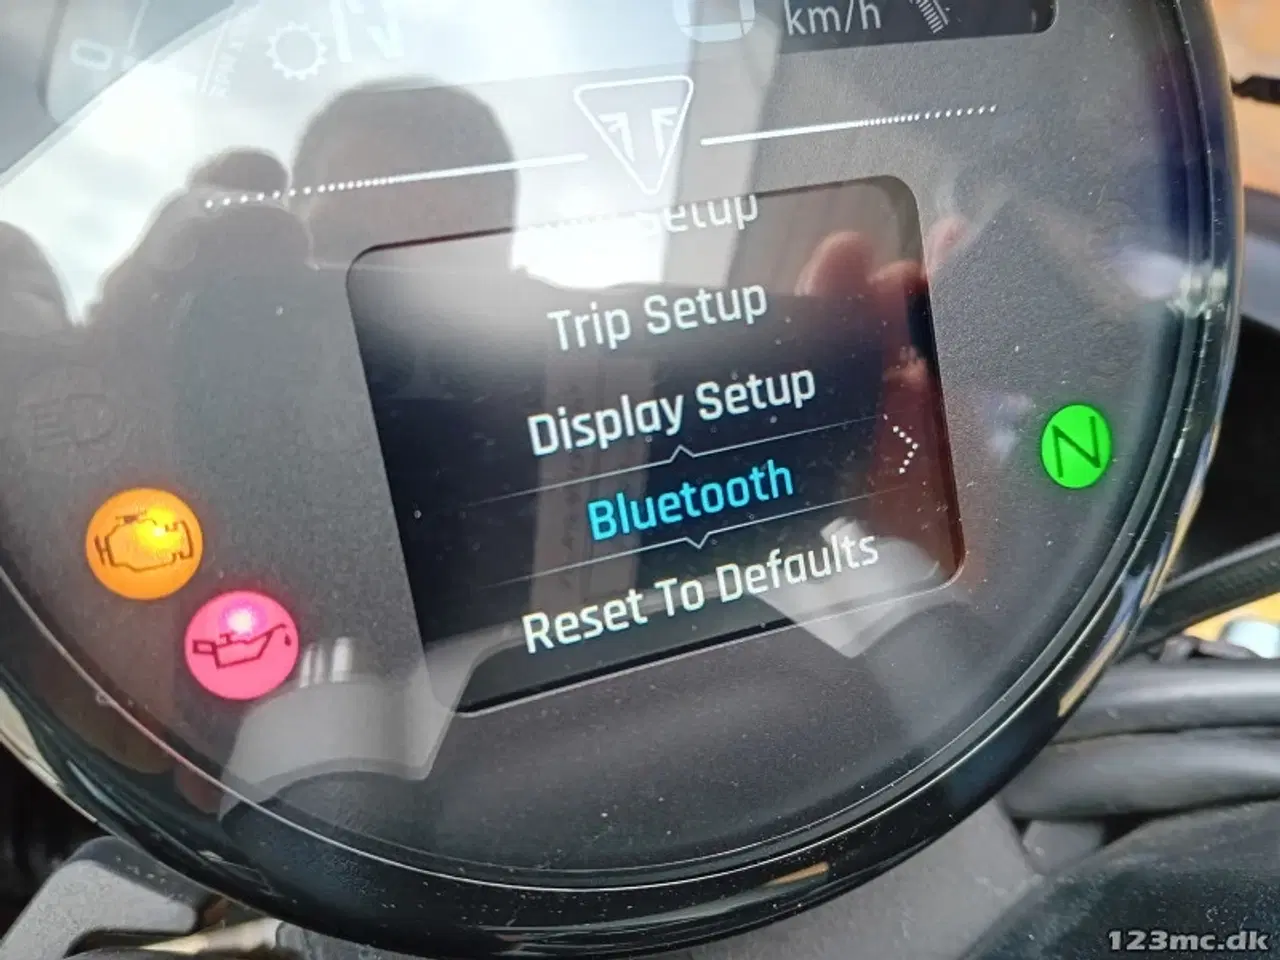 km/h
Setup
Trip Setup
Display Setup
Bluetooth
Reset To Defaults
N
123mc.dk